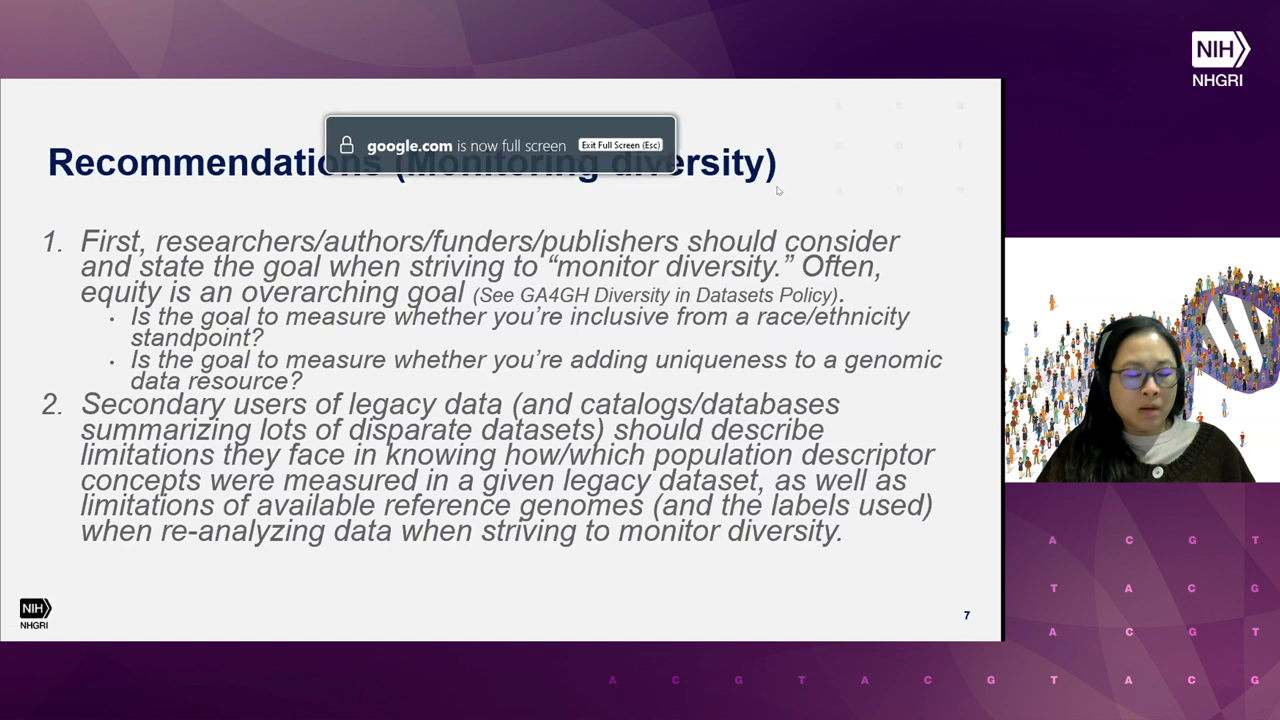 NIH
NHGRI
google.com is now full screen Exit Full Screen (Esc)
Recommendations (Monitoring diversity)
1. First, researchers/authors/funders/publishers should consider
and state the goal when striving to “monitor diversity.” Often,
equity is an overarching goal (See GA4GH Diversity in Datasets Policy).
• Is the goal to measure whether you’re inclusive from a race/ethnicity
standpoint?
• Is the goal to measure whether you’re adding uniqueness to a genomic
data resource?
2. Secondary users of legacy data (and catalogs/databases
summarizing lots of disparate datasets) should describe
limitations they face in knowing how/which population descriptor
concepts were measured in a given legacy dataset, as well as
limitations of available reference genomes (and the labels used)
when re-analyzing data when striving to monitor diversity.
NIH
NHGRI
7
A C G T
T A C G
A C G T
A C G T A C G T A C G